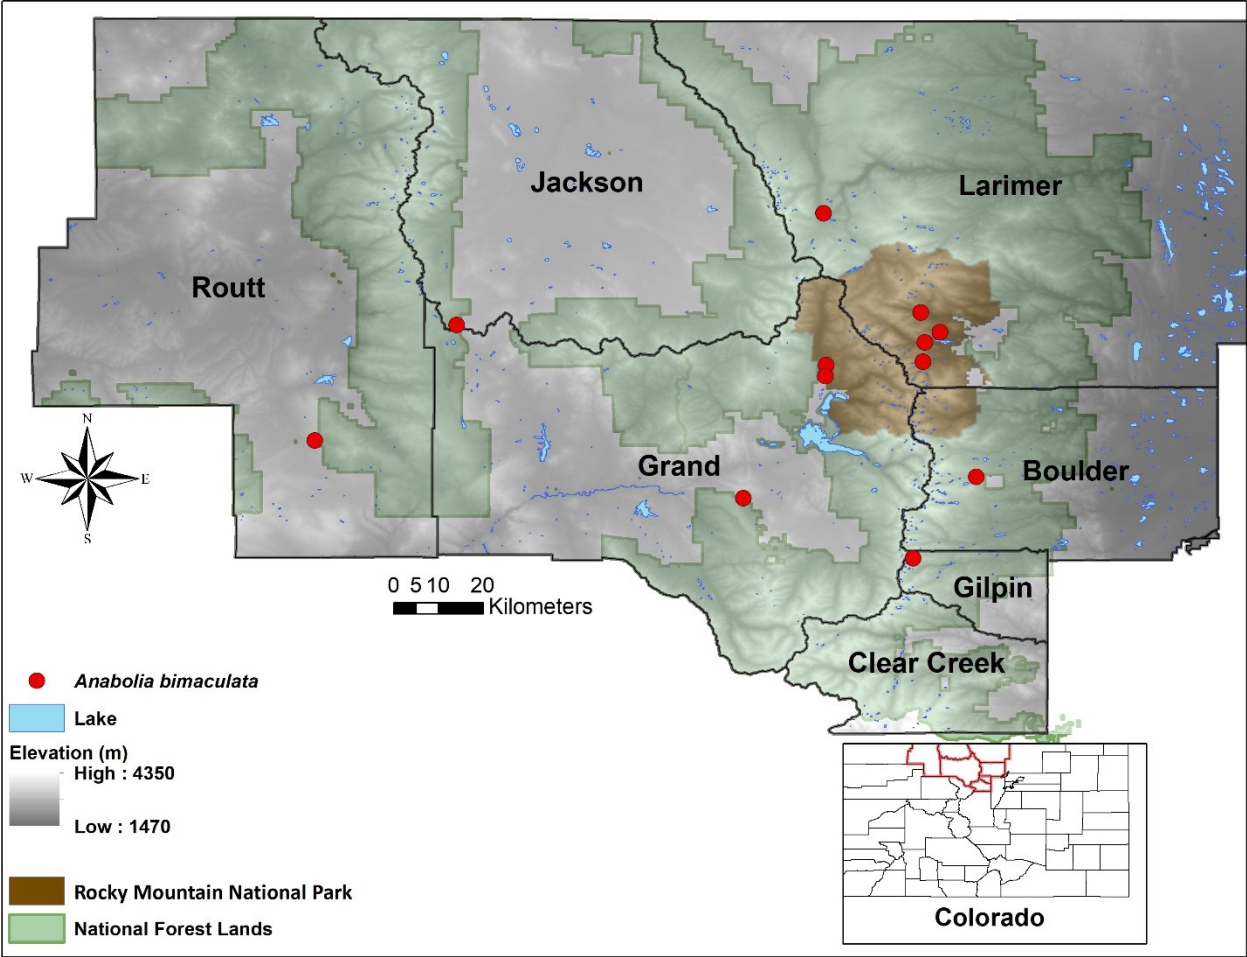 Jackson
Larimer
Routt
N
W E
S
Grand
Boulder
Gilpin
Clear Creek
0 5 10 20
Kilometers
Anabolia bimaculata
Lake
Elevation (m)
High : 4350
Low : 1470
Rocky Mountain National Park
National Forest Lands
Colorado